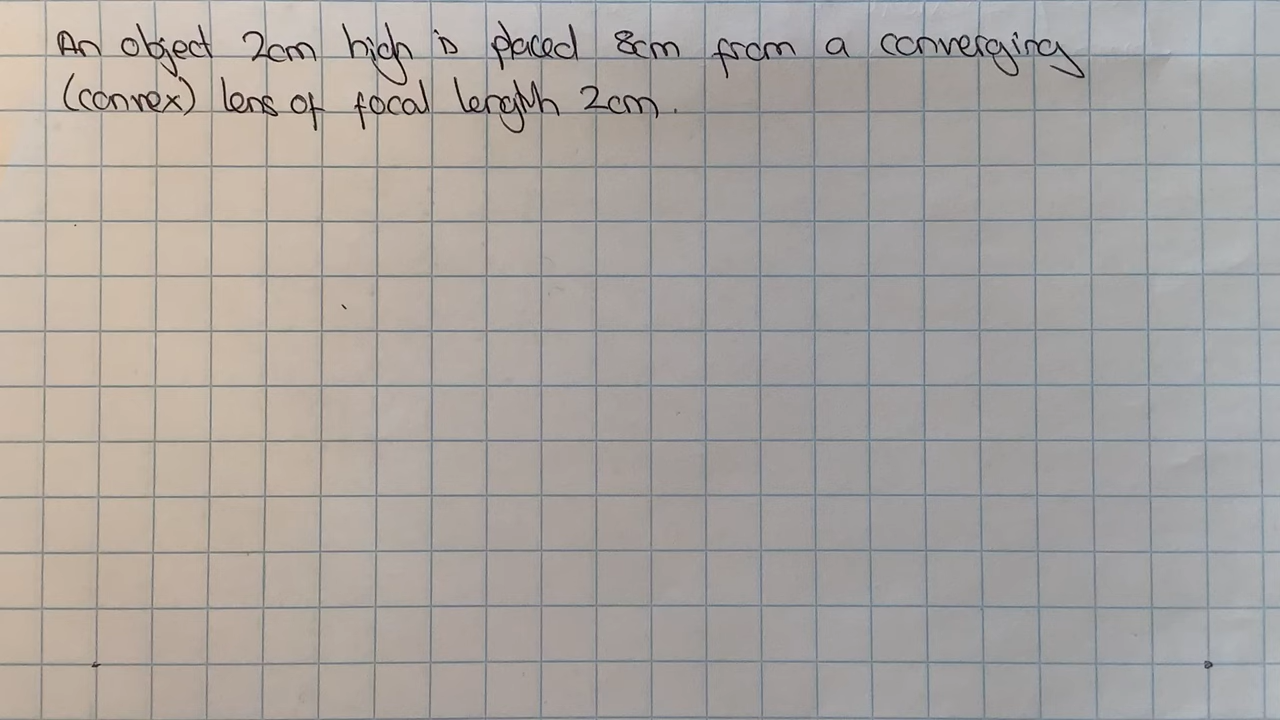 An object 2cm high is placed 8cm from a converging
(convex) lens of focal length 2cm.